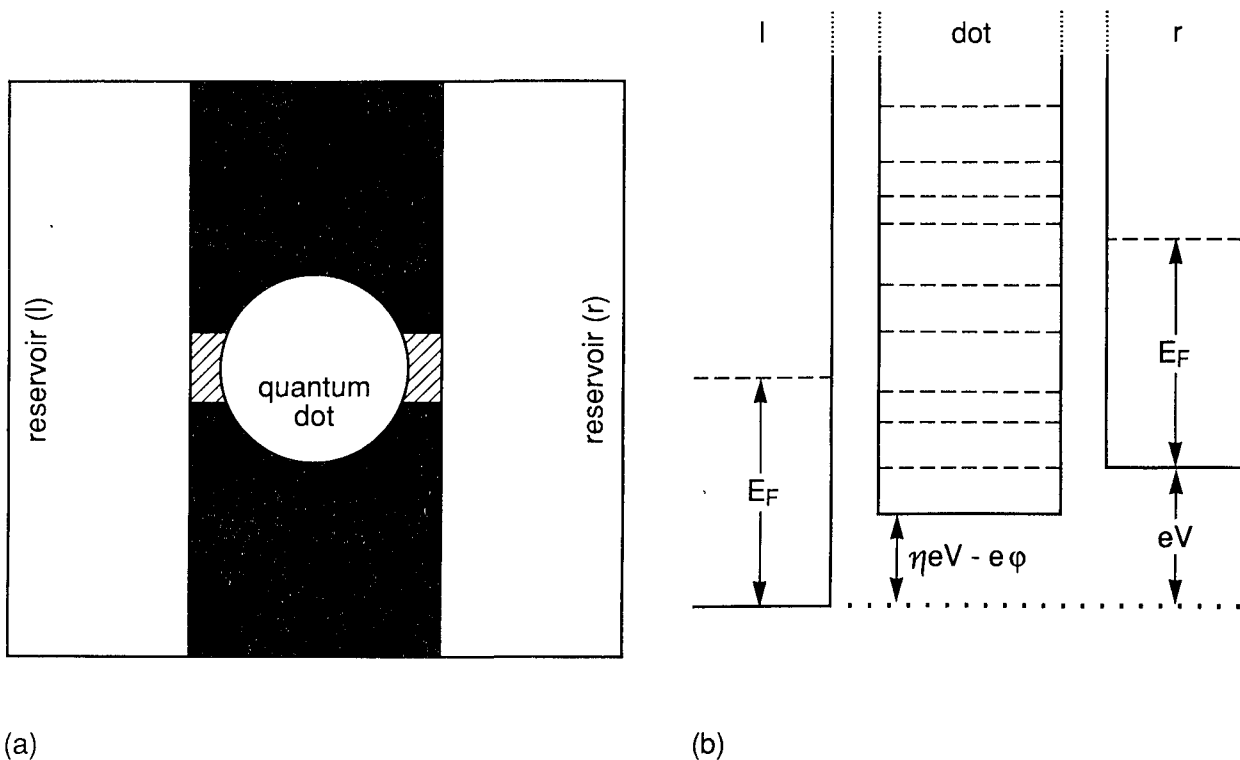 reservoir (l)
quantum
dot
reservoir (r)
(a)
l
dot
r
E_F
E_F
ηeV - eφ
eV
(b)